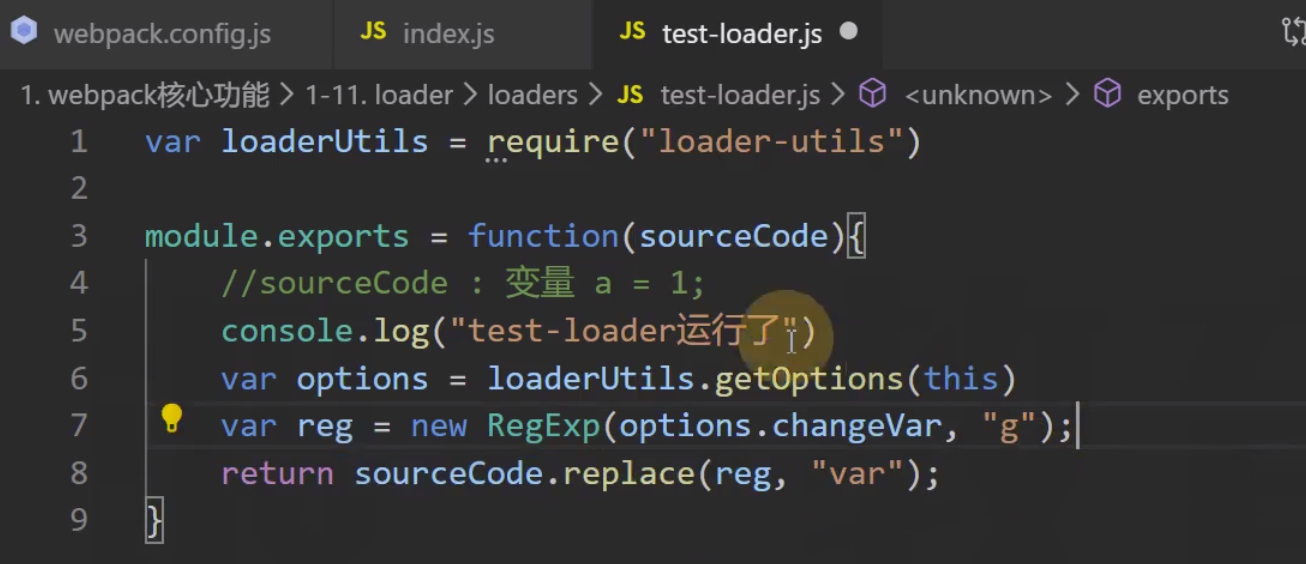 webpack.config.js JS index.js JS test-loader.js
1. webpack核心功能 > 1-11. loader > loaders > JS test-loader.js > <unknown> > exports
1 var loaderUtils = require("loader-utils")
2
3 module.exports = function(sourceCode){
4 //sourceCode : 变量 a = 1;
5 console.log("test-loader运行了")
6 var options = loaderUtils.getOptions(this)
7 var reg = new RegExp(options.changeVar, "g");
8 return sourceCode.replace(reg, "var");
9 }